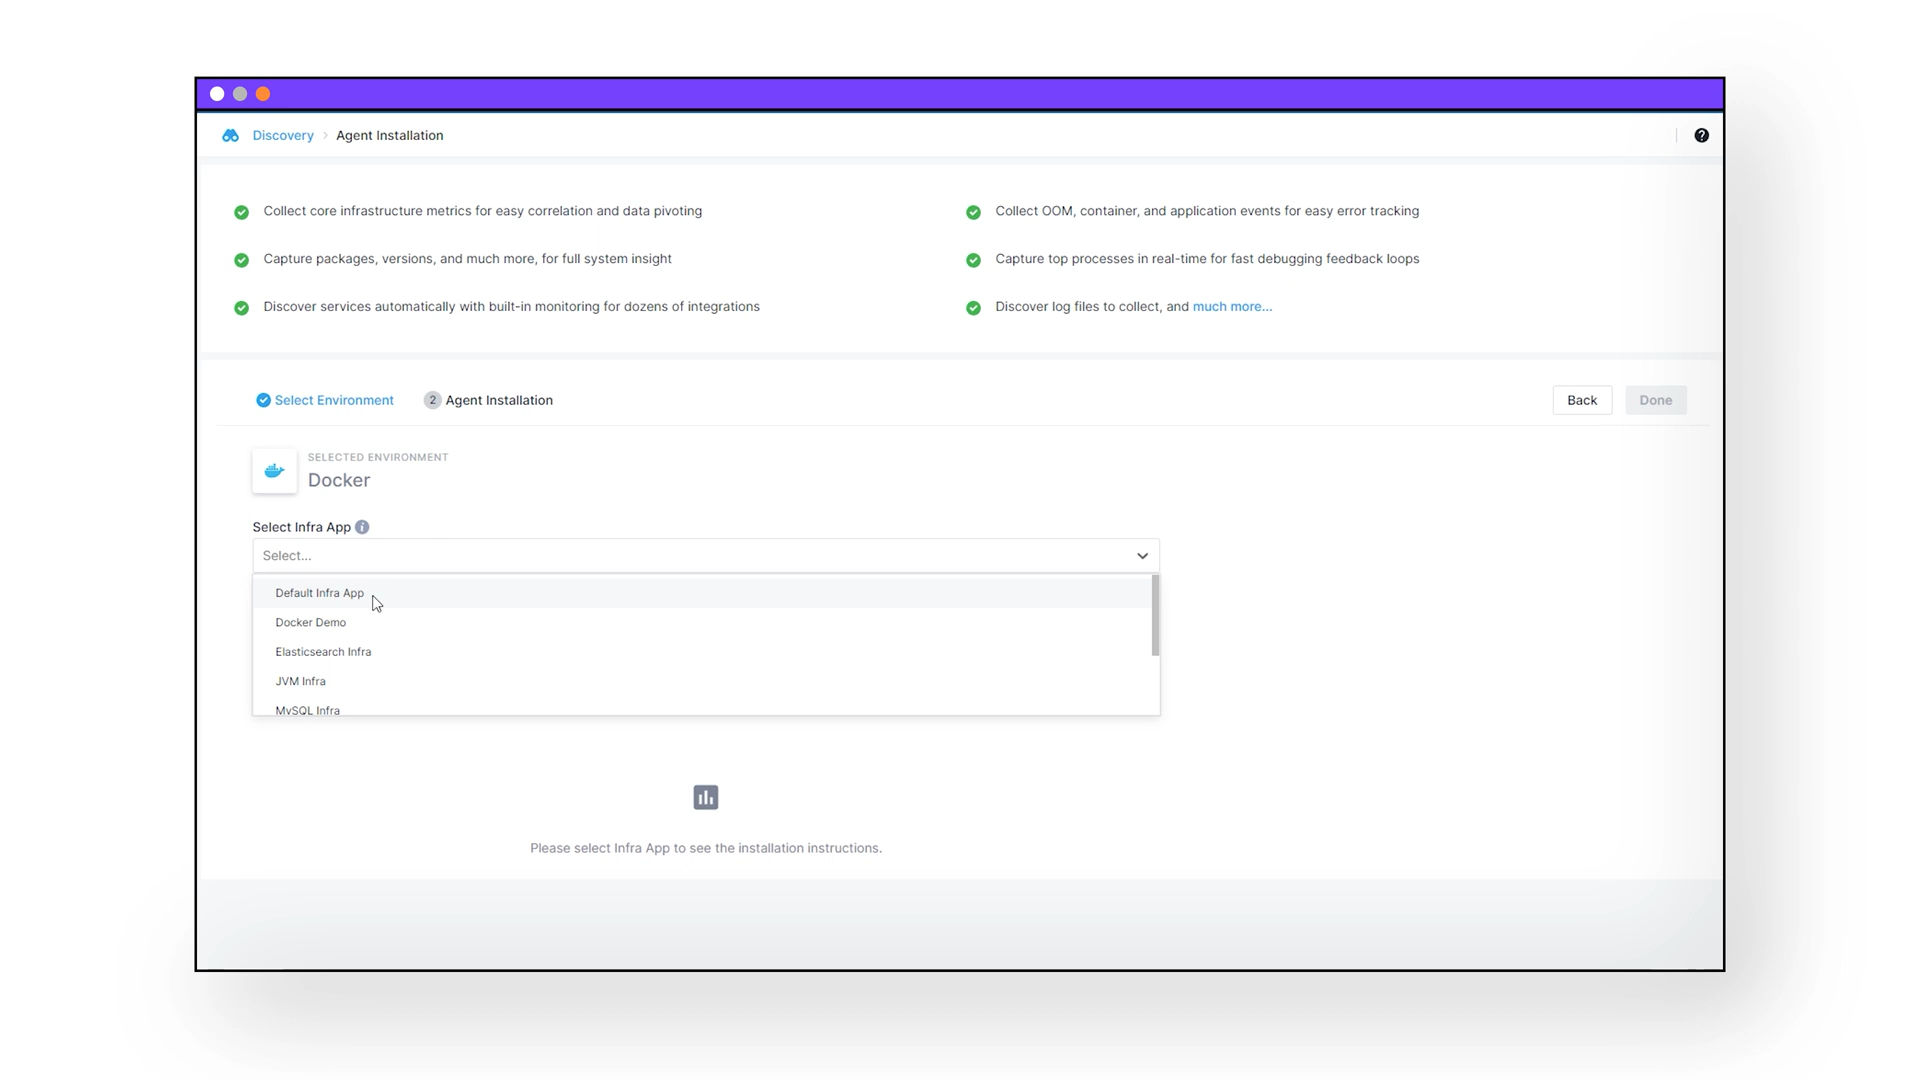 Discovery > Agent Installation
Collect core infrastructure metrics for easy correlation and data pivoting
Collect OOM, container, and application events for easy error tracking
Capture packages, versions, and much more, for full system insight
Capture top processes in real-time for fast debugging feedback loops
Discover services automatically with built-in monitoring for dozens of integrations
Discover log files to collect, and much more...
Select Environment
2 Agent Installation
Back
Done
SELECTED ENVIRONMENT
Docker
Select Infra App
Select...
Default Infra App
Docker Demo
Elasticsearch Infra
JVM Infra
MySQL Infra
Please select Infra App to see the installation instructions.